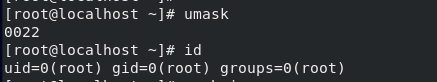 [root@localhost ~]# umask
0022
[root@localhost ~]# id
uid=0(root) gid=0(root) groups=0(root)